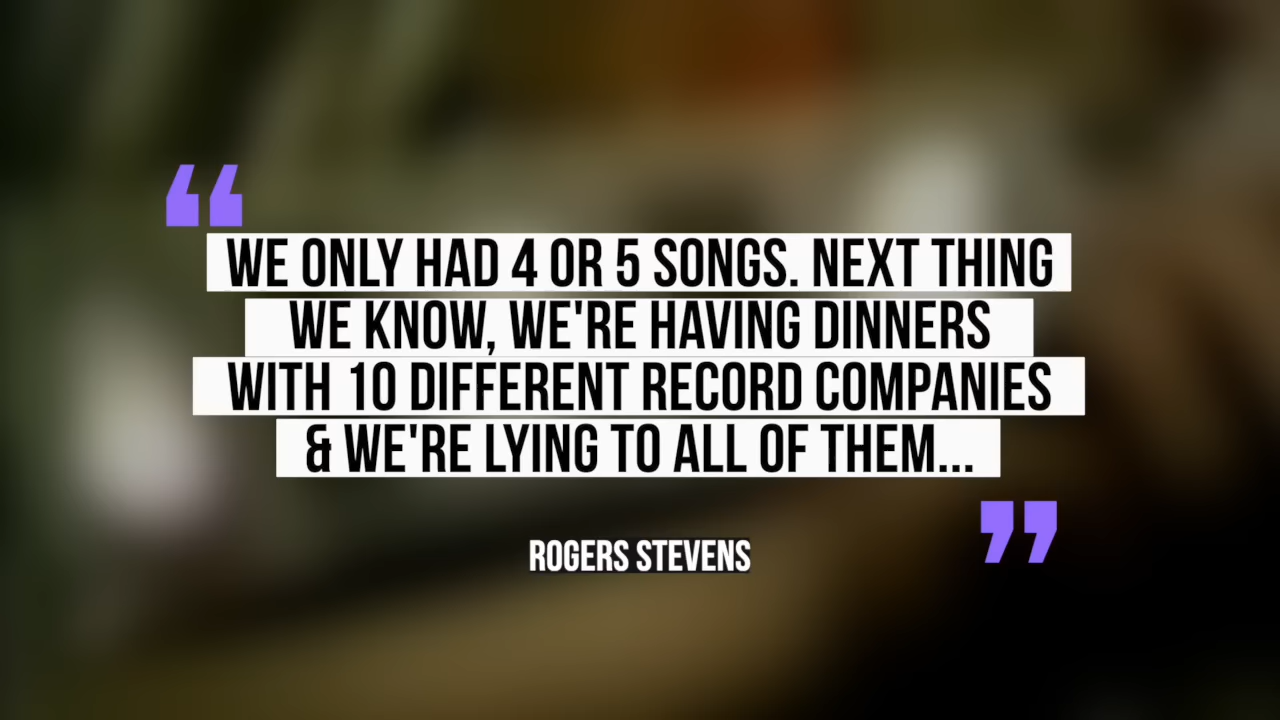 “
WE ONLY HAD 4 OR 5 SONGS. NEXT THING
WE KNOW, WE'RE HAVING DINNERS
WITH 10 DIFFERENT RECORD COMPANIES
& WE'RE LYING TO ALL OF THEM...
”
ROGERS STEVENS